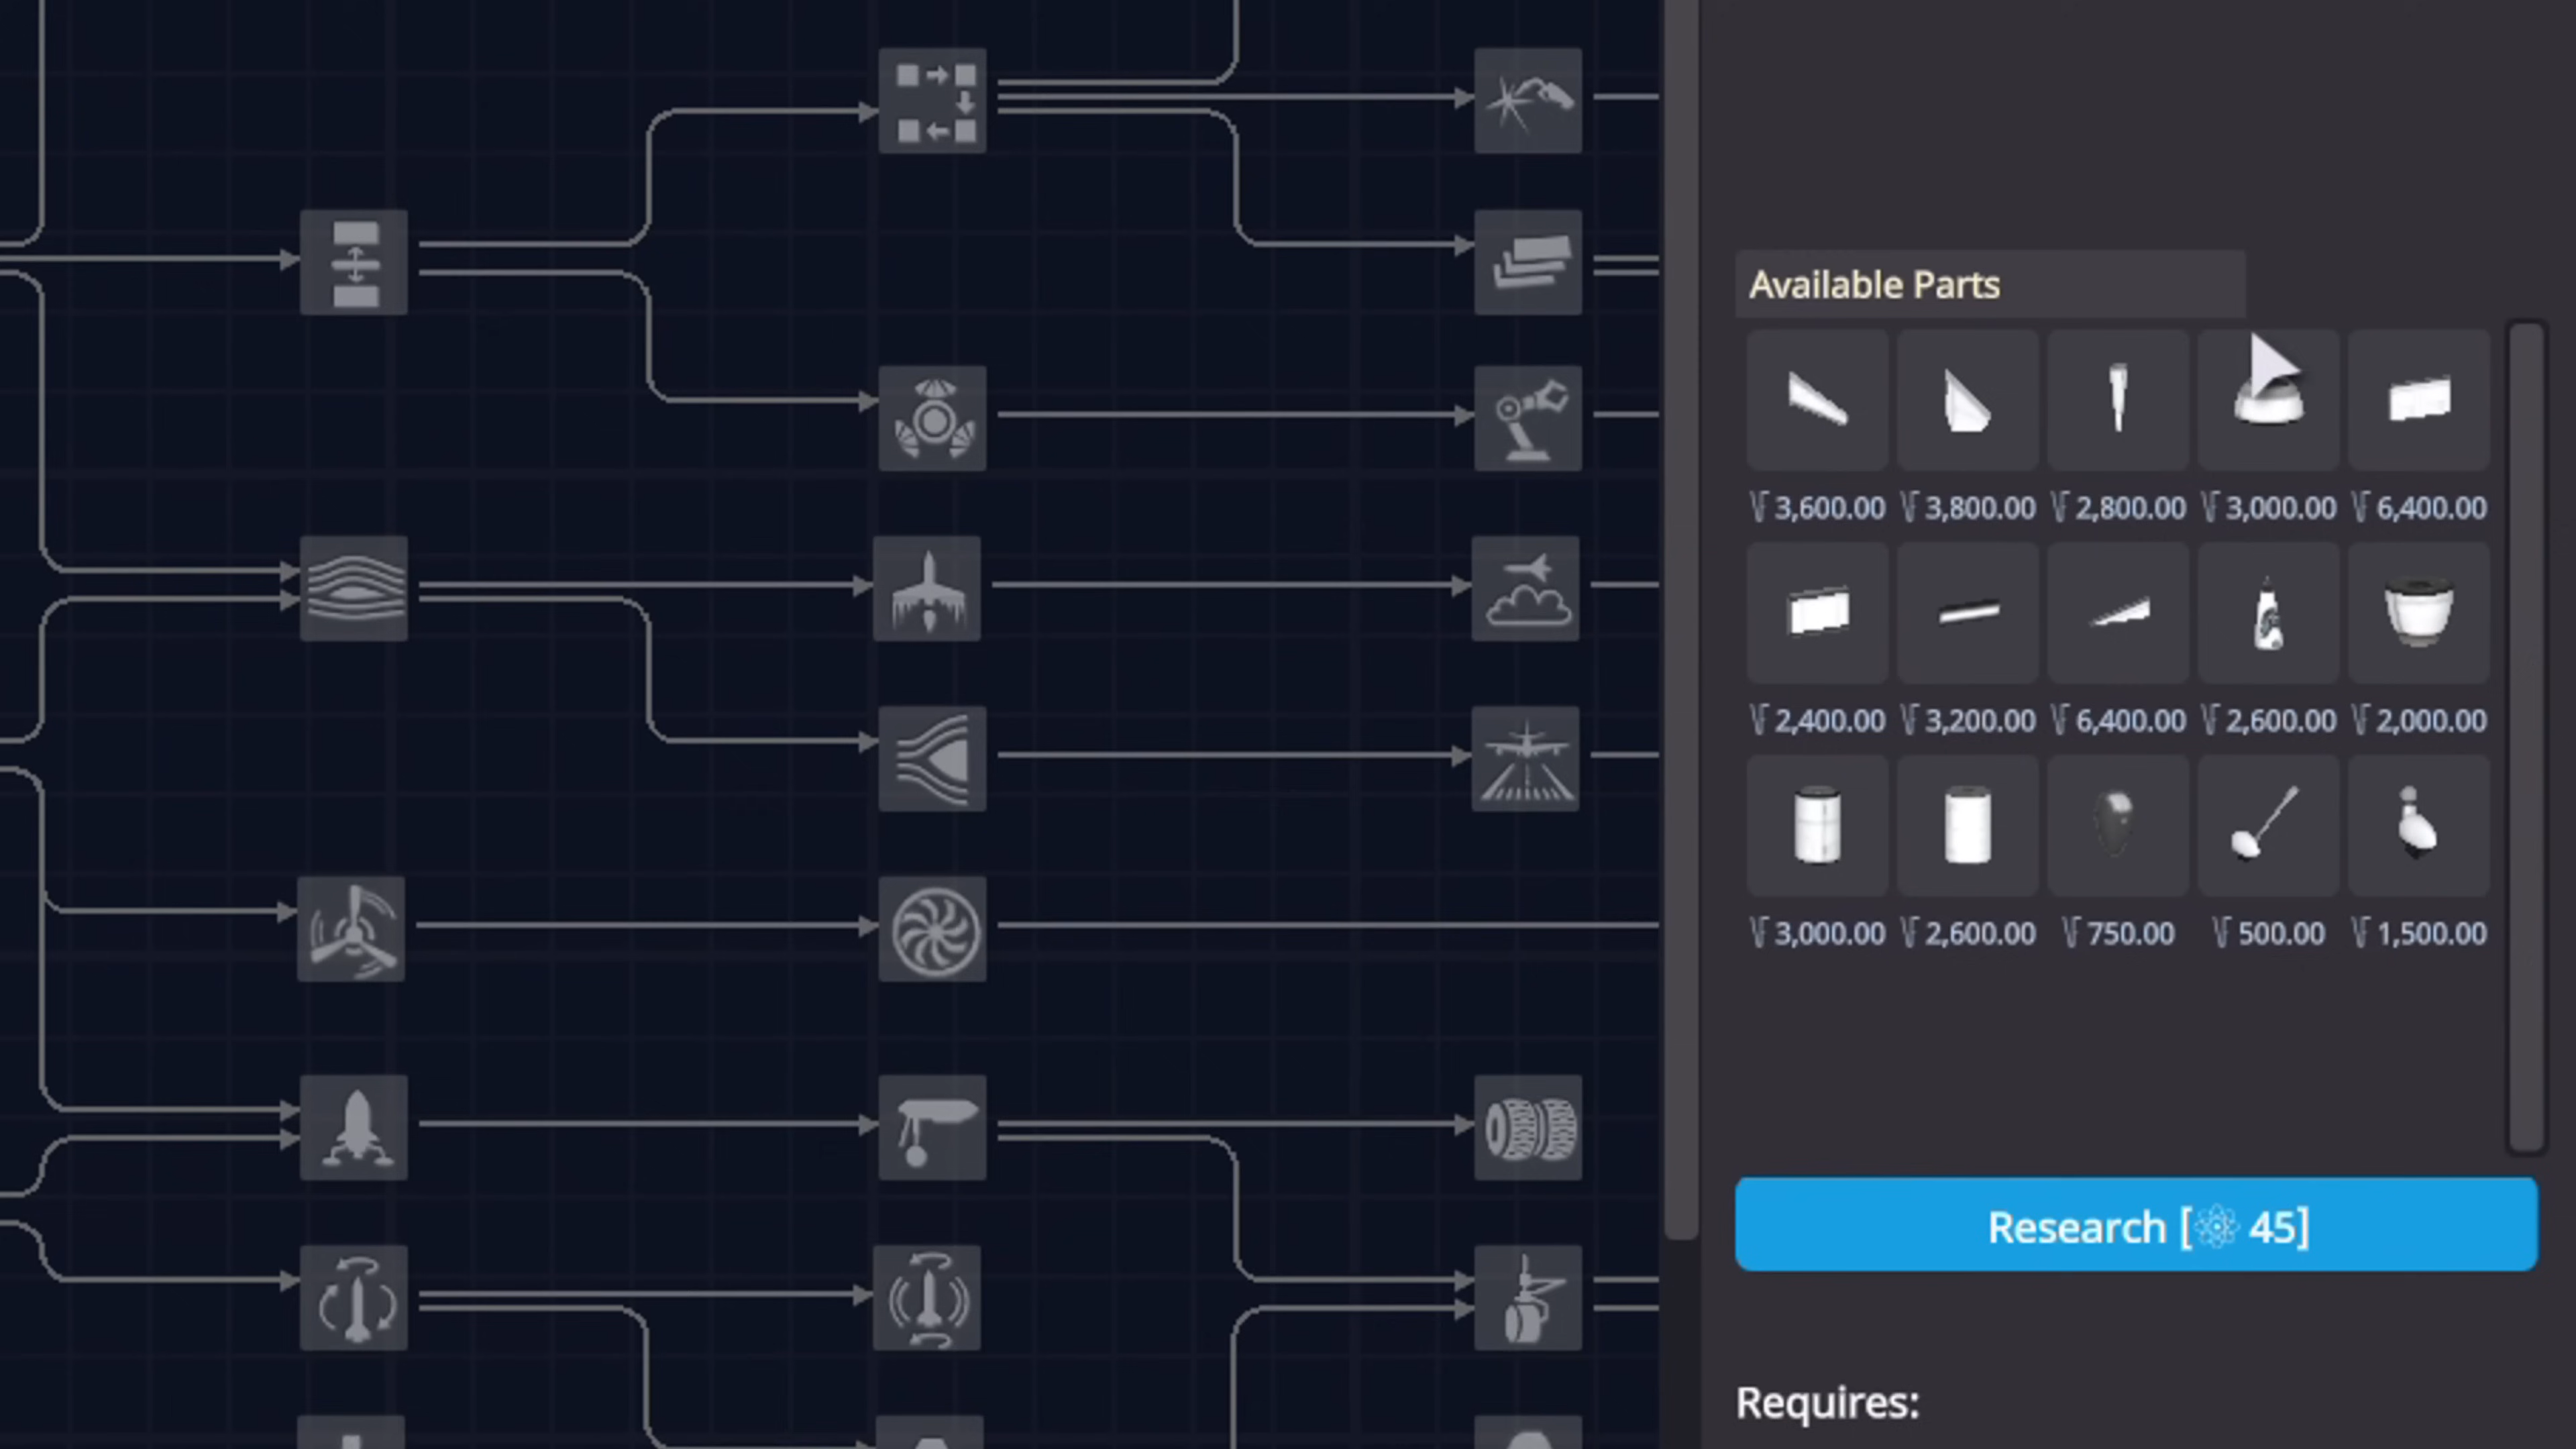 Available Parts
3,600.00 3,800.00 2,800.00 3,000.00 6,400.00
2,400.00 3,200.00 6,400.00 2,600.00 2,000.00
3,000.00 2,600.00 750.00 500.00 1,500.00
Research [ 45]
Requires: